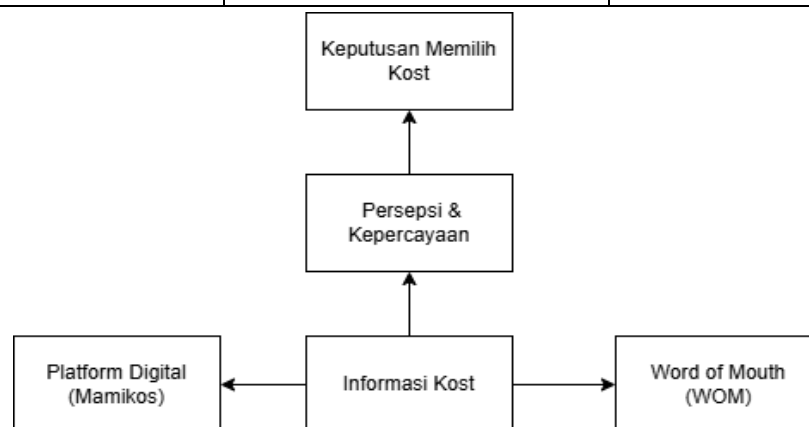 Keputusan Memilih
Kost
Persepsi &
Kepercayaan
Platform Digital
(Mamikos)
Informasi Kost
Word of Mouth
(WOM)